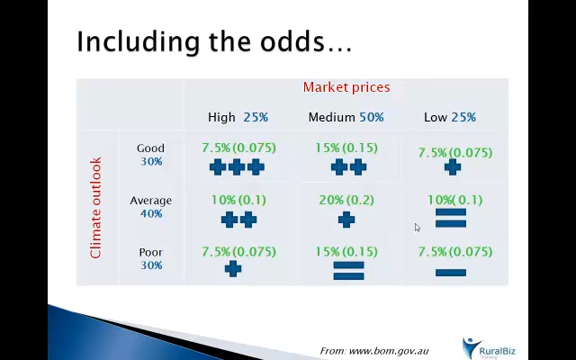 Including the odds...
Market prices
High 25% Medium 50% Low 25%
Climate outlook
Good 7.5%(0.075) 15%(0.15) 7.5%(0.075)
30%
Average 10%(0.1) 20%(0.2) 10%(0.1)
40%
Poor 7.5%(0.075) 15%(0.15) 7.5%(0.075)
30%
From: www.bom.gov.au
RuralBiz